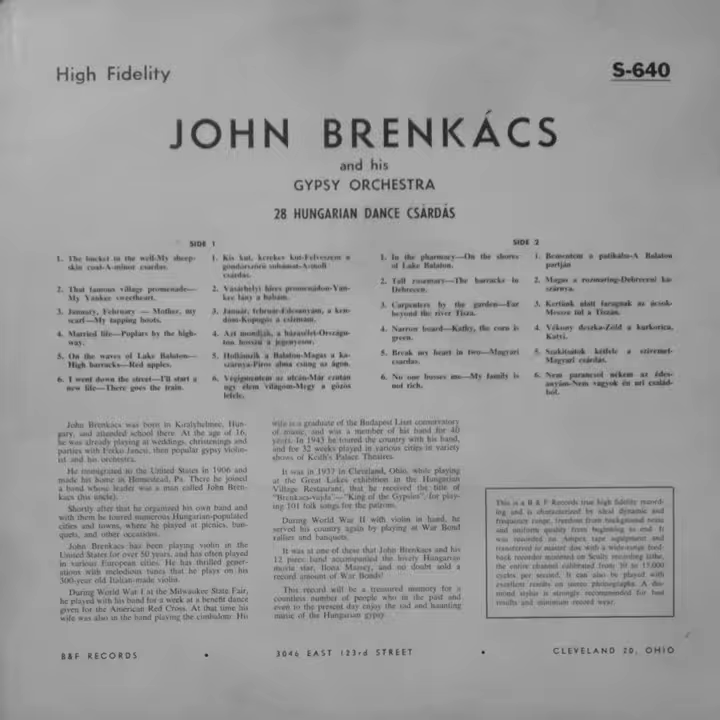 High Fidelity
S-640
JOHN BRENKÁCS
and his
GYPSY ORCHESTRA
28 HUNGARIAN DANCE CSÁRDÁS
SIDE 1
1. The bucket in the well-My sheep-
skin coat-A-minor csardas.
2. That famous village promenade—
My Yankee sweetheart.
3. January, February — Mother, my
scarf—My tapping boots.
4. Married life—Poplars by the high-
way.
5. On the waves of Lake Balaton—
High barracks—Red apples.
6. I went down the street—I'll start a
new life—There goes the train.
1. Kis kut, kerekes kut-Felveszem a
gondörszörü subámat-A-moll
csárdás.
2. Vásárhelyi híres promenádon-Yan-
kee lány a babám.
3. Január, február-Édesanyám, a ken-
dőm-Kopogós a csizmám.
4. Azt mondják, a házasélet-Országu-
ton hosszú a jegenyesor.
5. Hullámzik a Balaton-Magas a ka-
szárnya-Piros alma csüng az ágon.
6. Végigmentem az utcán-Már ezután
ugy élem világom-Megy a gőzös
lefele.
SIDE 2
1. In the pharmacy—On the shores
of Lake Balaton.
2. Tall rosemary—The barracks in
Debrecen.
3. Carpenters by the garden—Far
beyond the river Tisza.
4. Narrow board—Kathy, the corn is
green.
5. Break my heart in two—Magyari
csardas.
6. No one bosses me—My family is
not rich.
1. Bementem a patikába-A Balaton
partján
2. Magas a rozmaring-Debreceni ka-
szárnya.
3. Kertünk alatt faragnak az ácsok-
Messze túl a Tiszán.
4. Vékony deszka-Zöld a kukorica,
Katyi.
5. Szakítsátok kétfele a szívemet-
Magyari csárdás.
6. Nem parancsol nékem az édes-
anyám-Nem vagyok én uri család-
ból.
John Brenkács was born in Kiralyhelmec, Hun-
gary, and attended school there. At the age of 16,
he was already playing at weddings, christenings and
parties with Ferko Jancsi, then popular gypsy violin-
ist and his orchestra.
He emigrated to the United States in 1906 and
made his home in Homestead, Pa. There he joined
a band whose leader was a man called John Bren-
kacs (his uncle).
Shortly after that he organized his own band and
with them he toured numerous Hungarian-populated
cities and towns, where he played at picnics, ban-
quets, and other occasions.
John Brenkacs has been playing violin in the
United States for over 50 years, and has often played
in various European cities. He has thrilled gener-
ations with melodious tunes that he plays on his
300-year old Italian-made violin.
During World War I at the Milwaukee State Fair,
he played with his band for a week at a benefit dance
given for the American Red Cross. At that time his
wife was also in the band playing the cimbalom. His
wife is a graduate of the Budapest Liszt conservatory
of music, and was a member of his band for 40
years. In 1943 he toured the country with his band,
and for 32 weeks played in various cities in variety
shows of Keith's Palace Theatres.
It was in 1937 in Cleveland, Ohio, while playing
at the Great Lakes exhibition in the Hungarian
Village Restaurant, that he received the title of
"Brenkács-vajda"—"King of the Gypsies", for play-
ing 101 folk songs for the patrons.
During World War II with violin in hand, he
served his country again by playing at War Bond
rallies and banquets.
It was at one of these that John Brenkács and his
12 piece band accompanied the lovely Hungarian
movie star, Ilona Massey, and no doubt sold a
record amount of War Bonds!
This record will be a treasured memory for a
countless number of people who in the past and
even to the present day enjoy the sad and haunting
music of the Hungarian gypsy.
This is a B & F Records true high fidelity record-
ing and is characterized by ideal dynamic and
frequency range, freedom from background noise
and uniform quality from beginning to end. It
was recorded on Ampex tape equipment and
transferred to master disc with a wide-range feed-
back recorder mounted on Scully recording lathe,
the entire channel calibrated from 30 to 15,000
cycles per second. It can also be played with
excellent results on stereo phonographs. A dia-
mond stylus is strongly recommended for best
results and minimum record wear.
B&F RECORDS • 3046 EAST 123rd STREET • CLEVELAND 20, OHIO